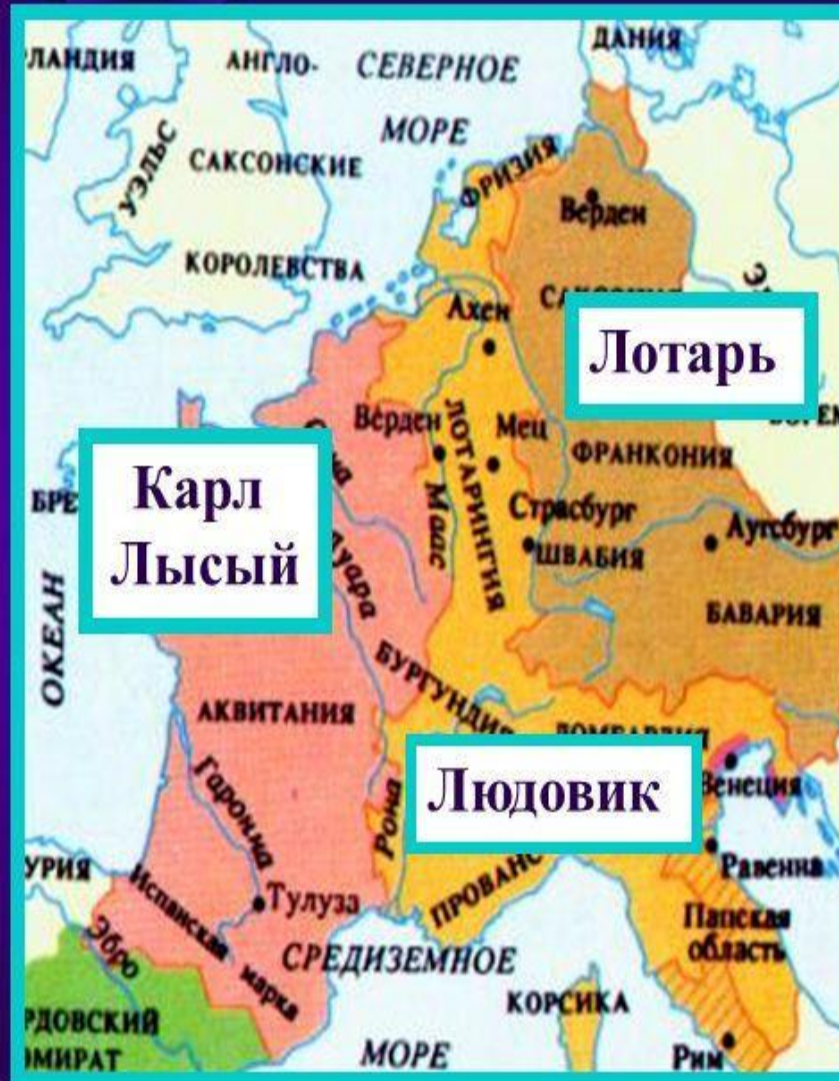 ДАНИЯ
АНГЛО-
СЕВЕРНОЕ
МОРЕ
УЭЛЬС
САКСОНСКИЕ
КОРОЛЕВСТВА
ФРИЗИЯ
Верден
Ахен
Лотарь
Верден
Мец
ЛОТАРИНГИЯ
Маас
ФРАНКОНИЯ
Карл
Лысый
Страсбург
ШВАБИЯ
Аугсбург
БАВАРИЯ
ОКЕАН
АКВИТАНИЯ
БУРГУНДИЯ
Людовик
Венеция
Гаронна
Рона
ПРОВАНС
Равенна
Тулуза
Испанская марка
Эбро
СРЕДИЗЕМНОЕ
МОРЕ
Папская
область
КОРСИКА
Рим